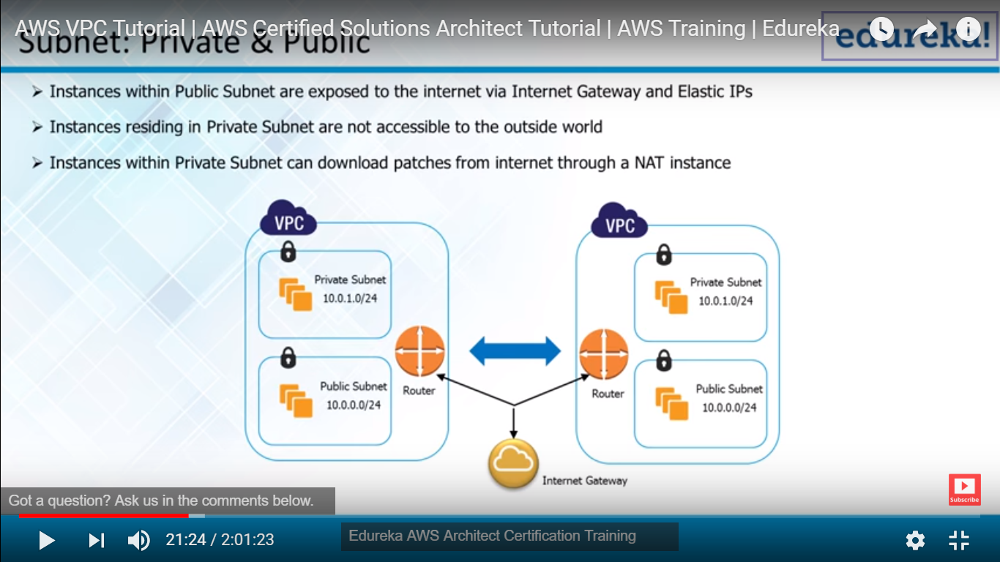 AWS VPC Tutorial | AWS Certified Solutions Architect Tutorial | AWS Training | Edureka
Subnet: Private & Public
edureka!
➤ Instances within Public Subnet are exposed to the internet via Internet Gateway and Elastic IPs
➤ Instances residing in Private Subnet are not accessible to the outside world
➤ Instances within Private Subnet can download patches from internet through a NAT instance
VPC
Private Subnet
10.0.1.0/24
Public Subnet
10.0.0.0/24
Router
VPC
Private Subnet
10.0.1.0/24
Router
Public Subnet
10.0.0.0/24
Internet Gateway
Subscribe
Got a question? Ask us in the comments below.
21:24 / 2:01:23
Edureka AWS Architect Certification Training